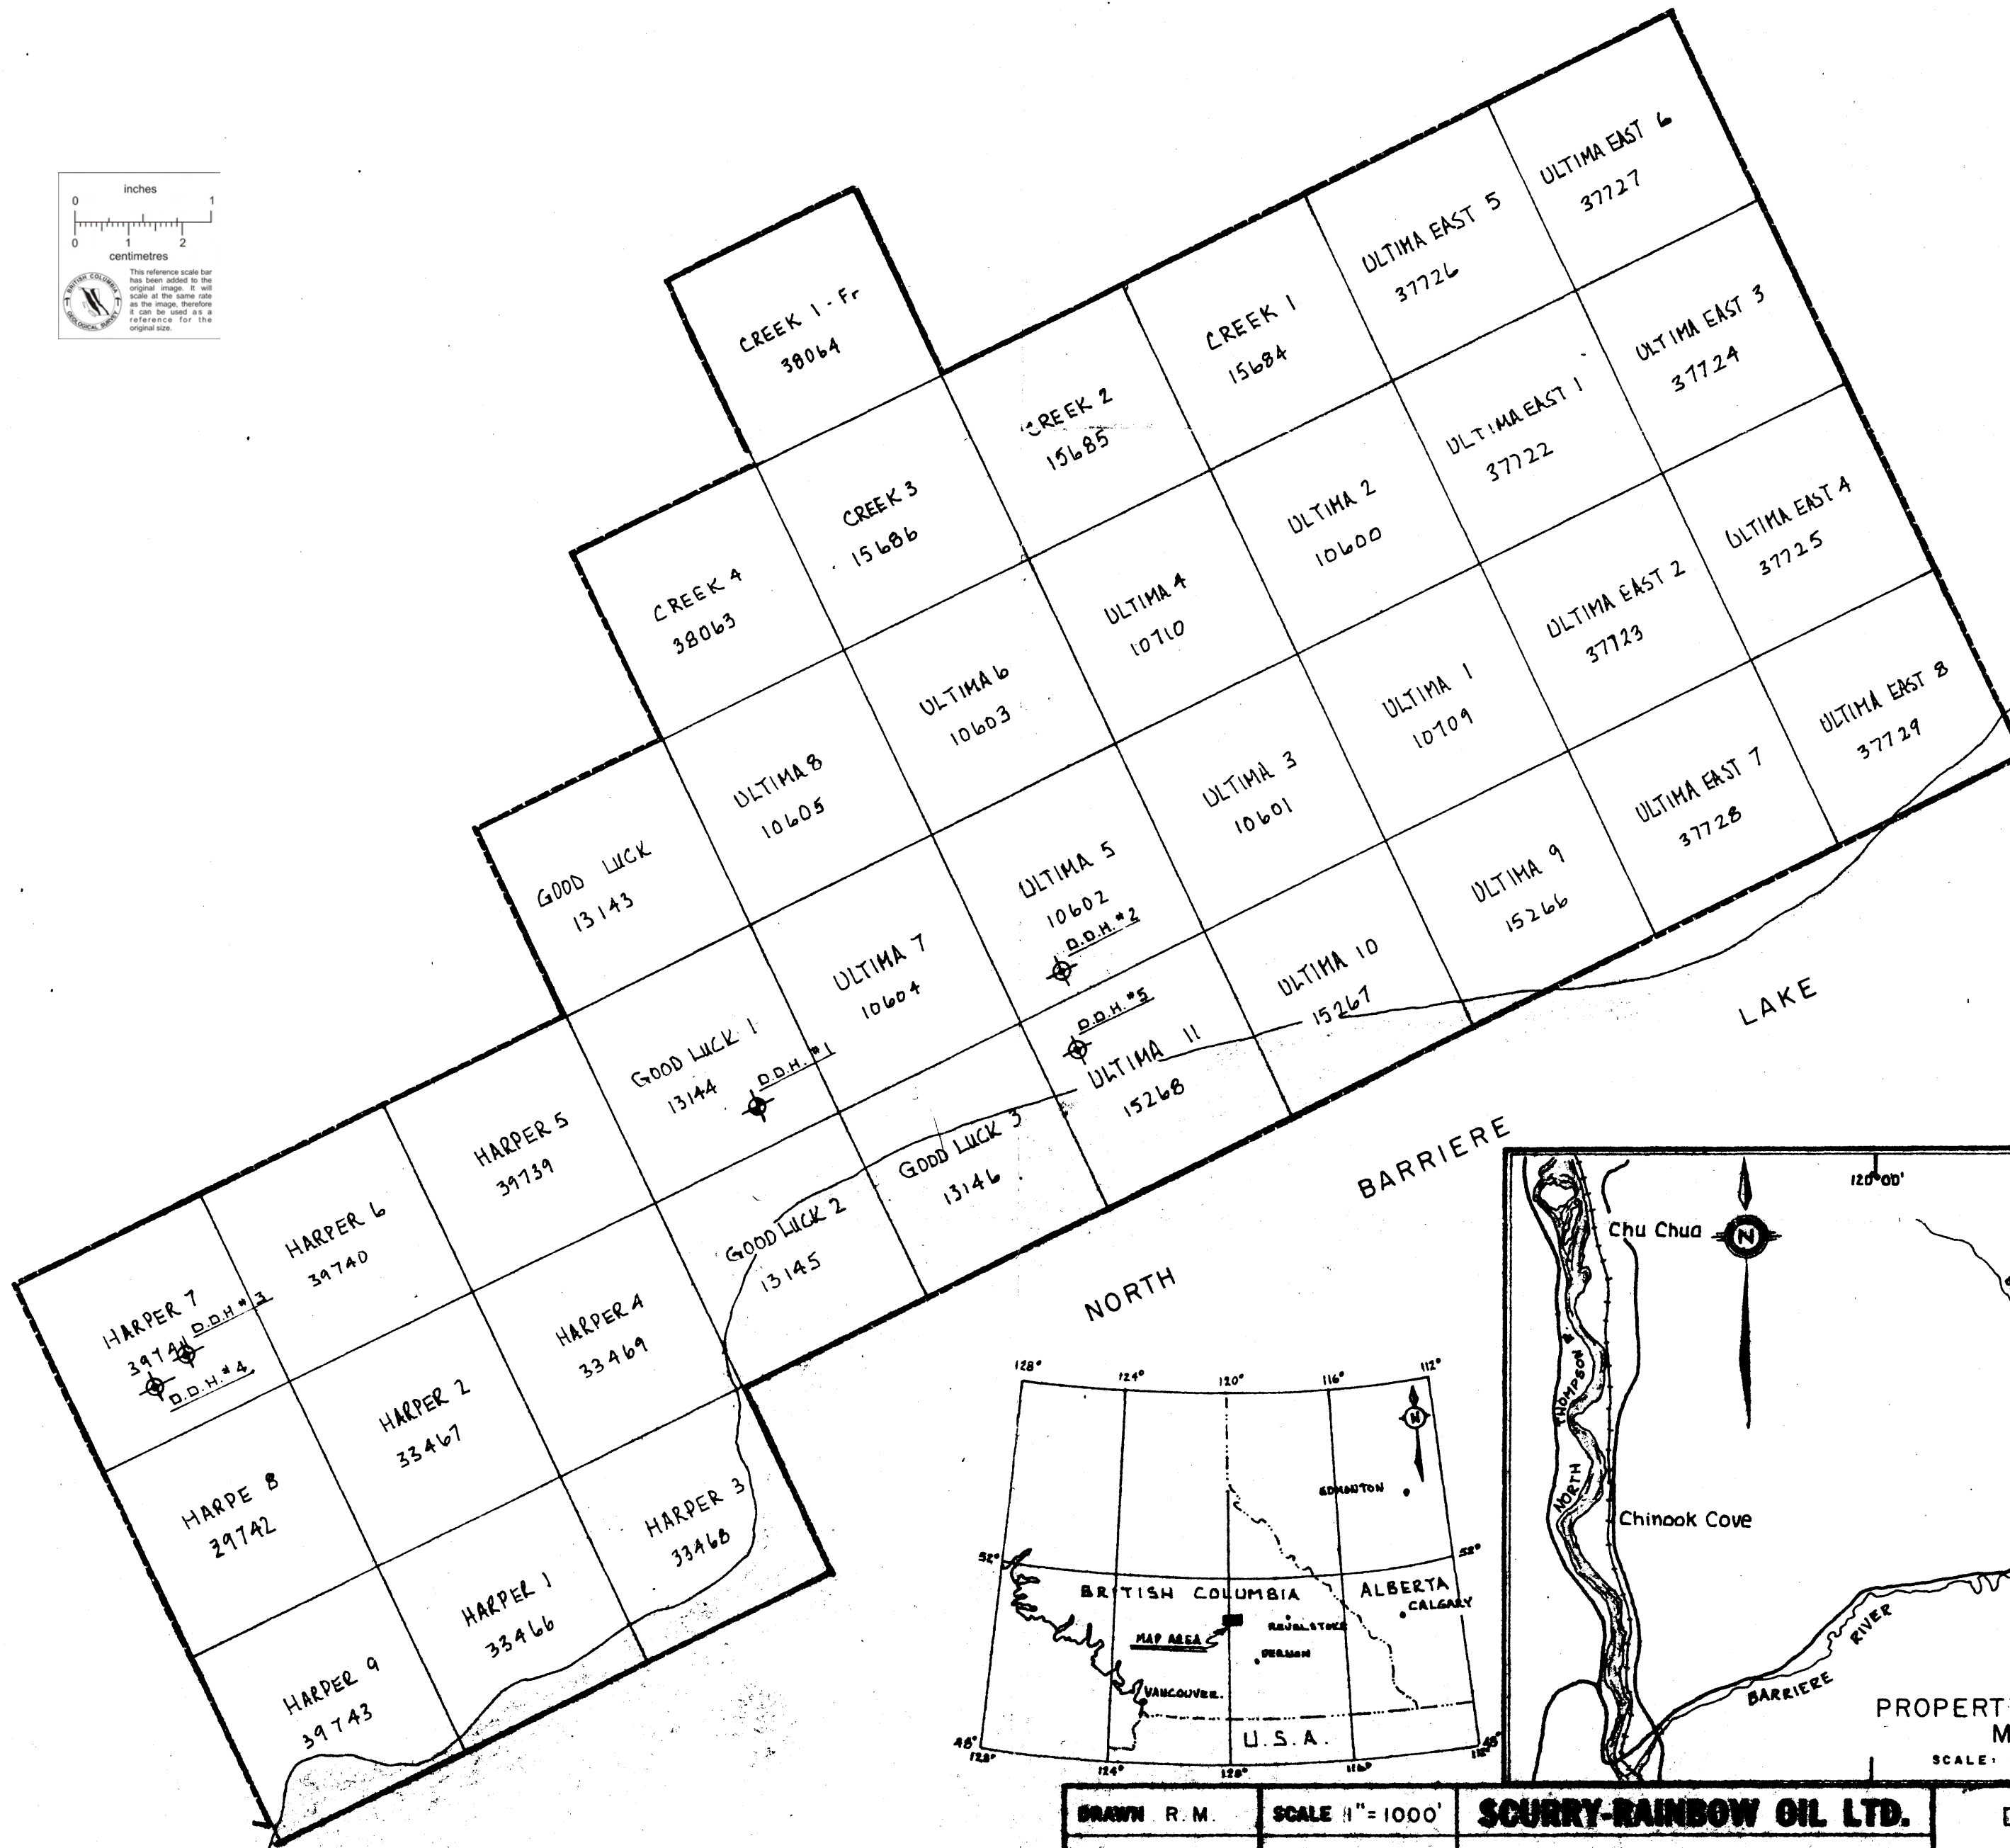 inches
0 1
0 1 2
centimetres
This reference scale bar
has been added to the
original image. It will
scale at the same rate
as the image, therefore
it can be used as a
reference for the
original size.
BRITISH COLUMBIA
GEOLOGICAL SURVEY
ULTIMA EAST 6
37727
ULTIMA EAST 5
37726
CREEK 1
15684
CREEK 2
15685
CREEK 1 - Fr
38064
ULTIMA EAST 3
37724
ULTIMA EAST 1
37722
ULTIMA 2
10600
ULTIMA 4
10710
CREEK 3
15686
CREEK 4
38063
ULTIMA EAST 4
37725
ULTIMA EAST 2
37723
ULTIMA 1
10709
ULTIMA 3
10601
ULTIMA 6
10603
ULTIMA 8
10605
GOOD LUCK
13143
ULTIMA EAST 8
37729
ULTIMA EAST 7
37728
ULTIMA 9
15266
ULTIMA 10
15267
ULTIMA 5
10602
D.D.H. #2
D.D.H. #5
ULTIMA 11
15268
ULTIMA 7
10604
GOOD LUCK 1
13144
D.D.H. #1
GOOD LUCK 3
13146
GOOD LUCK 2
13145
HARPER 5
39739
HARPER 6
39740
HARPER 7
39741
D.D.H # 3
D.D.H. #4
HARPER 4
33469
HARPER 2
33467
HARPE 8
39742
HARPER 3
33468
HARPER 1
33466
HARPER 9
39743
NORTH BARRIERE LAKE
128° 124° 120° 116° 112°
N
EDMONTON
52° 52°
BRITISH COLUMBIA
ALBERTA
CALGARY
REVELSTOKE
MAP AREA
VERNON
VANCOUVER.
U.S.A.
48° 48°
128° 124° 120° 116°
120°00'
Chu Chua
N
NORTH THOMPSON
Chinook Cove
BARRIERE RIVER
PROPERT
M
SCALE:
DRAWN R.M.
SCALE 1"=1000'
SCURRY-RAINBOW OIL LTD.